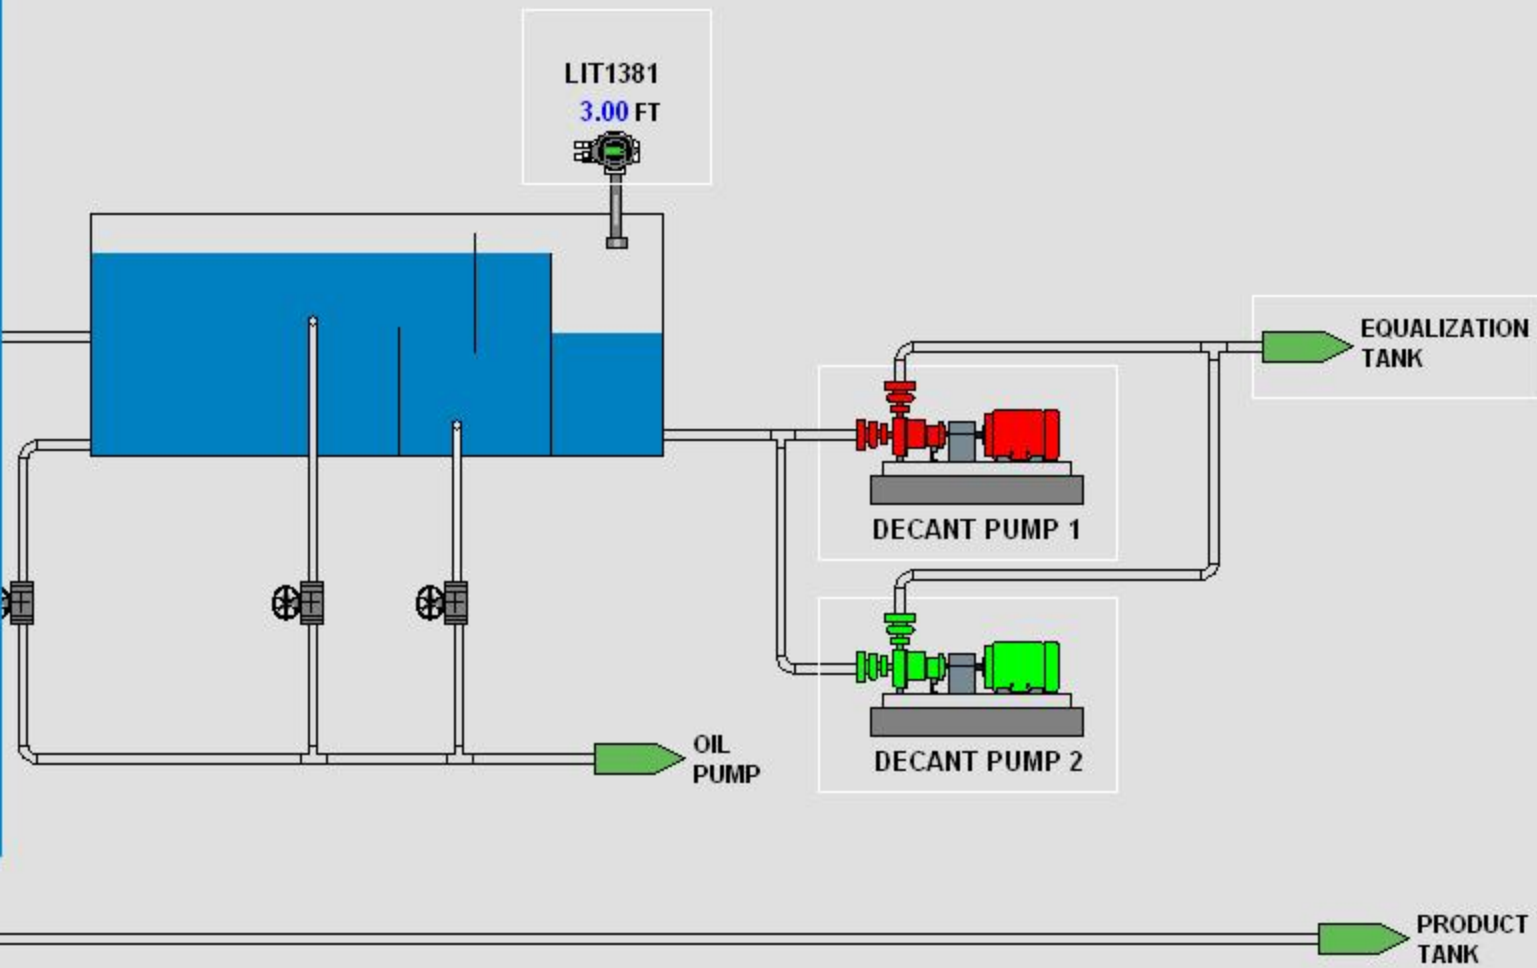 LIT1381
3.00 FT
EQUALIZATION
TANK
DECANT PUMP 1
OIL
PUMP
DECANT PUMP 2
PRODUCT
TANK